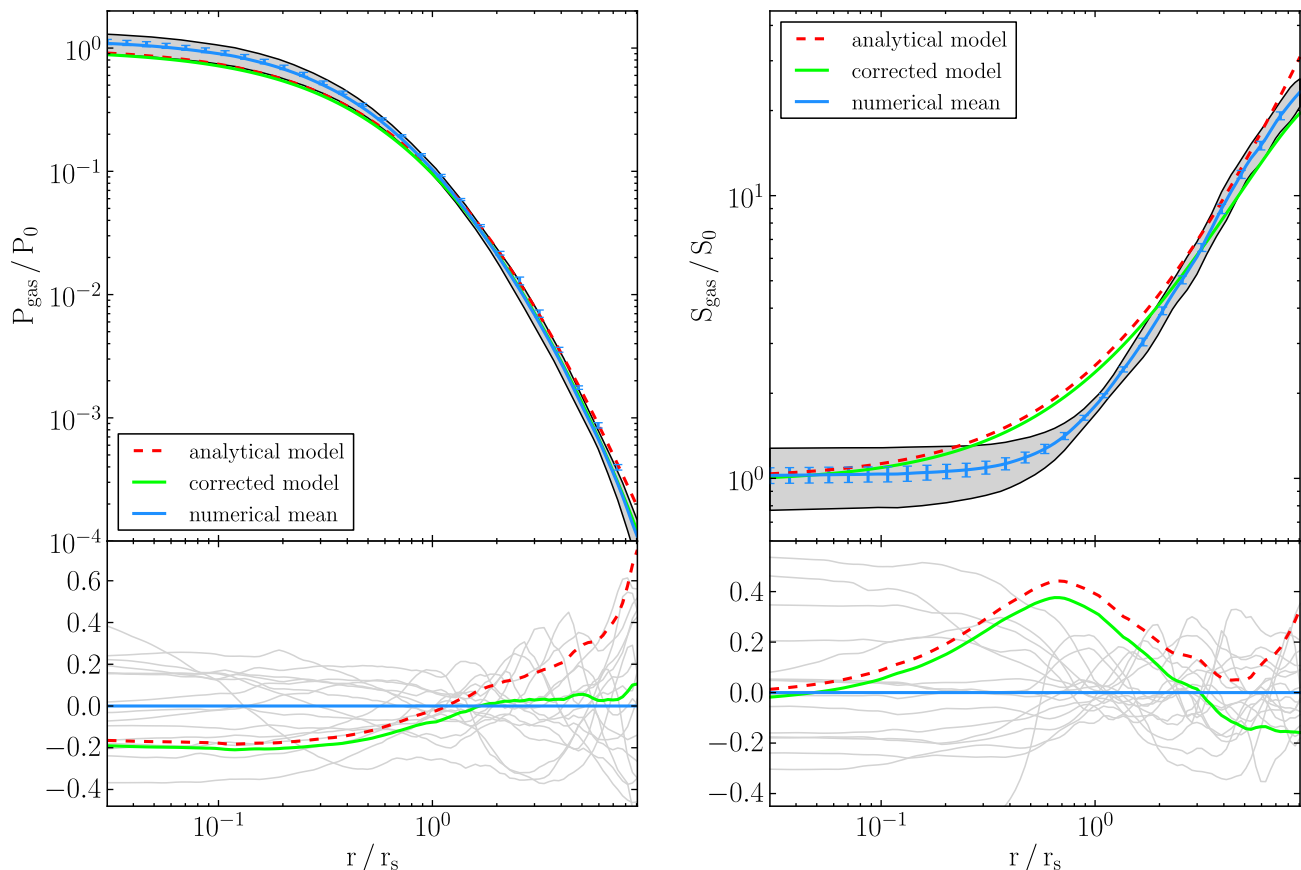 P_gas / P_0
10^0
10^-1
10^-2
10^-3
10^-4
analytical model
corrected model
numerical mean
0.6
0.4
0.2
0.0
−0.2
−0.4
10^-1
10^0
r / r_s
S_gas / S_0
10^1
10^0
analytical model
corrected model
numerical mean
0.4
0.2
0.0
−0.2
−0.4
10^-1
10^0
r / r_s